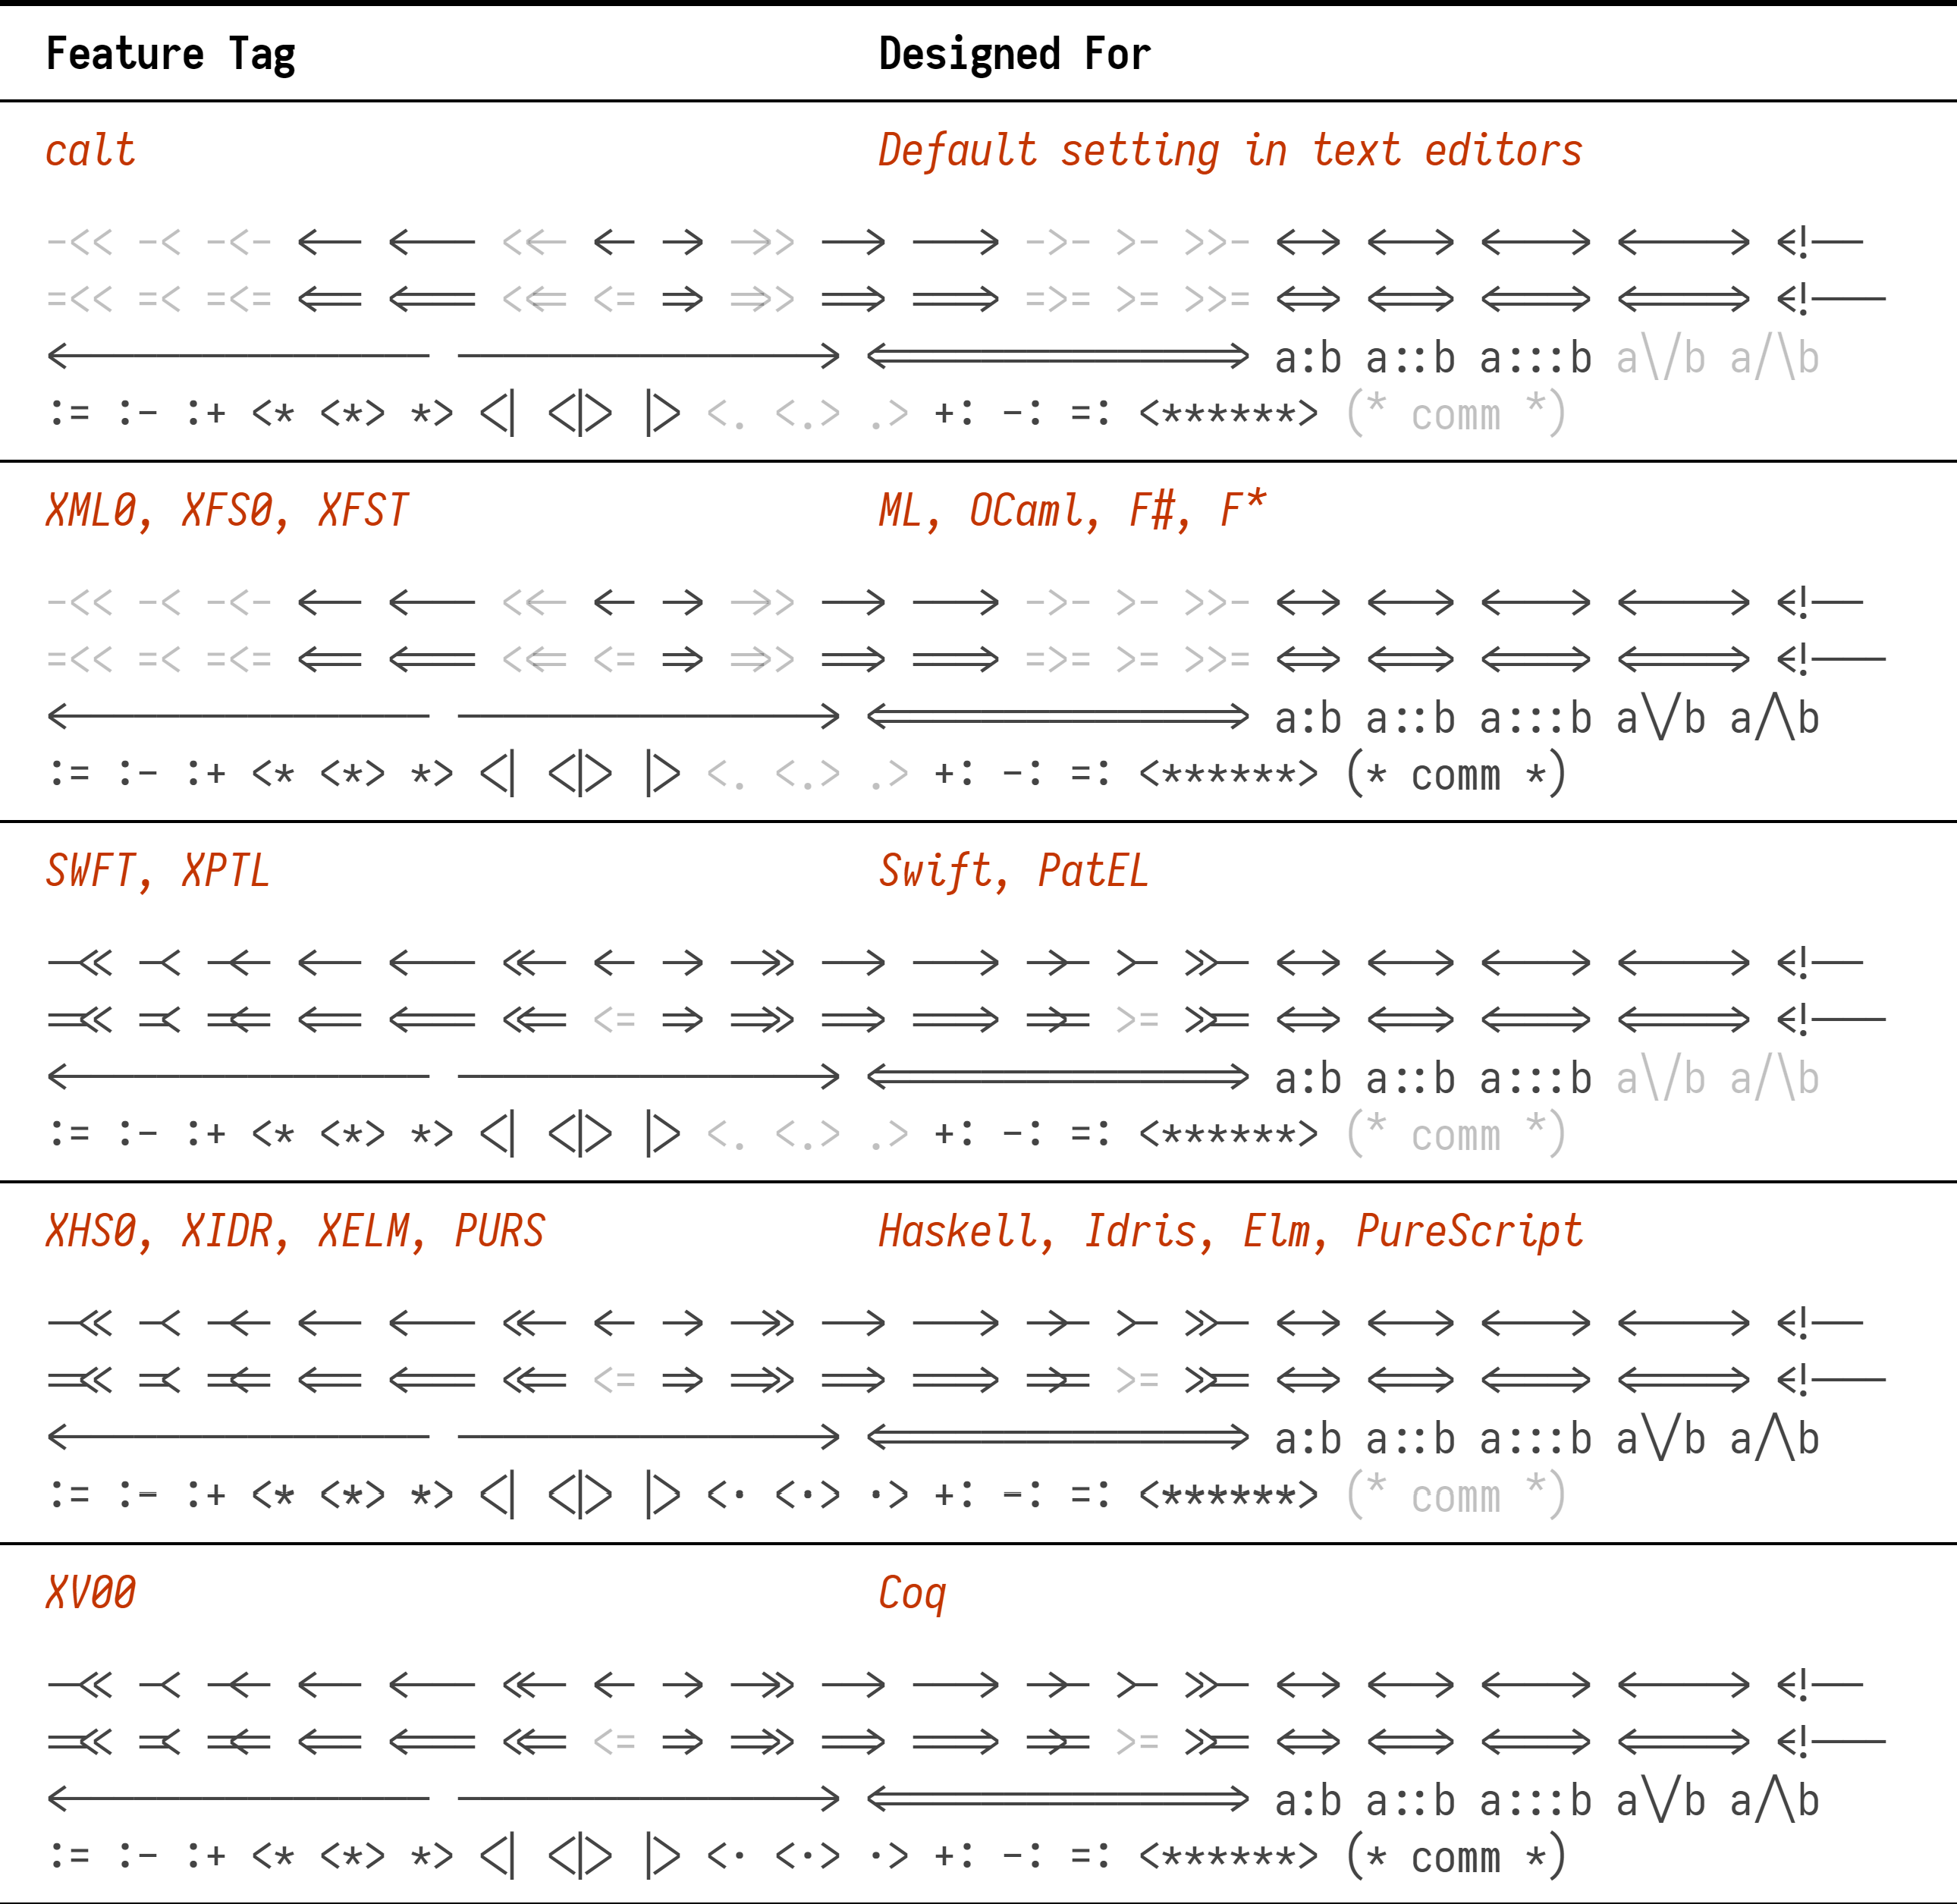 Feature Tag Designed For
calt Default setting in text editors
-<< -< -<- <-- <--- <<- <- -> ->> --> ---> ->- >- >>- <-> <--> <---> <----> <!--
=<< =< =<= <== <=== <<= <= => =>> ==> ===> =>= >= >>= <=> <==> <===> <====> <!---
<---------------- ----------------> <===============> a:b a::b a:::b a\/b a/\b
:= :- :+ <* <*> *> <| <|> |> <. <.> .> +: -: =: <******> (* comm *)
XML0, XFS0, XFST ML, OCaml, F#, F*
-<< -< -<- <-- <--- <<- <- -> ->> --> ---> ->- >- >>- <-> <--> <---> <----> <!--
=<< =< =<= <== <=== <<= <= => =>> ==> ===> =>= >= >>= <=> <==> <===> <====> <!---
<---------------- ----------------> <===============> a:b a::b a:::b a\/b a/\b
:= :- :+ <* <*> *> <| <|> |> <. <.> .> +: -: =: <******> (* comm *)
SWFT, XPTL Swift, PatEL
-<< -< -<- <-- <--- <<- <- -> ->> --> ---> ->- >- >>- <-> <--> <---> <----> <!--
=<< =< =<= <== <=== <<= <= => =>> ==> ===> =>= >= >>= <=> <==> <===> <====> <!---
<---------------- ----------------> <===============> a:b a::b a:::b a\/b a/\b
:= :- :+ <* <*> *> <| <|> |> <. <.> .> +: -: =: <******> (* comm *)
XHS0, XIDR, XELM, PURS Haskell, Idris, Elm, PureScript
-<< -< -<- <-- <--- <<- <- -> ->> --> ---> ->- >- >>- <-> <--> <---> <----> <!--
=<< =< =<= <== <=== <<= <= => =>> ==> ===> =>= >= >>= <=> <==> <===> <====> <!---
<---------------- ----------------> <===============> a:b a::b a:::b a\/b a/\b
:= :- :+ <* <*> *> <| <|> |> <. <.> .> +: -: =: <******> (* comm *)
XV00 Coq
-<< -< -<- <-- <--- <<- <- -> ->> --> ---> ->- >- >>- <-> <--> <---> <----> <!--
=<< =< =<= <== <=== <<= <= => =>> ==> ===> =>= >= >>= <=> <==> <===> <====> <!---
<---------------- ----------------> <===============> a:b a::b a:::b a\/b a/\b
:= :- :+ <* <*> *> <| <|> |> <. <.> .> +: -: =: <******> (* comm *)